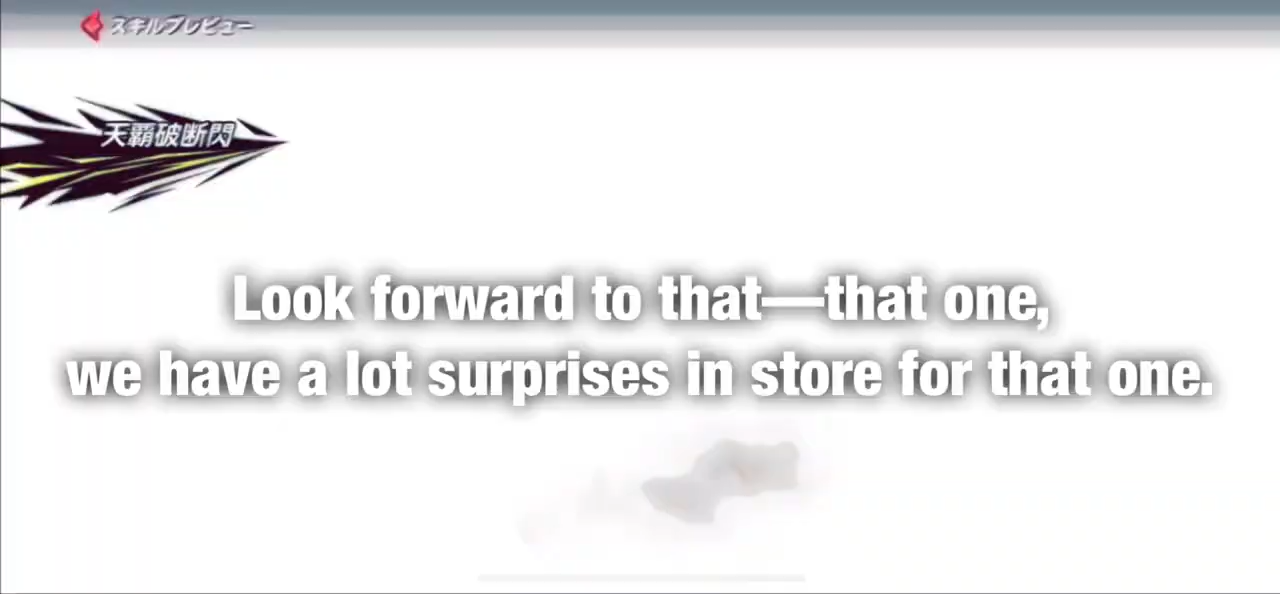 スキルプレビュー
天覇破断閃
Look forward to that—that one,
we have a lot surprises in store for that one.